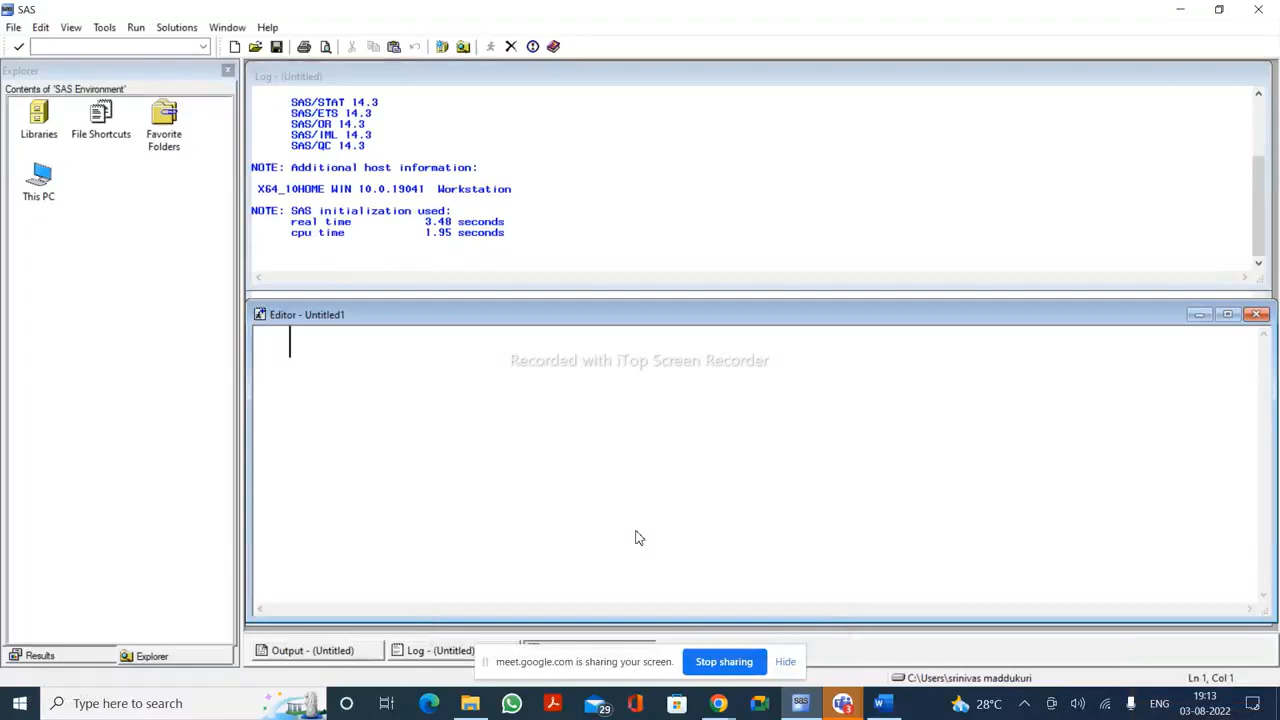 SAS
File Edit View Tools Run Solutions Window Help
Explorer
Contents of 'SAS Environment'
Libraries
File Shortcuts
Favorite Folders
This PC
Log - (Untitled)
SAS/STAT 14.3
SAS/ETS 14.3
SAS/OR 14.3
SAS/IML 14.3
SAS/QC 14.3
NOTE: Additional host information:
X64_10HOME WIN 10.0.19041 Workstation
NOTE: SAS initialization used:
real time 3.48 seconds
cpu time 1.95 seconds
Editor - Untitled1
Recorded with iTop Screen Recorder
Results
Explorer
Output - (Untitled)
Log - (Untitled)
meet.google.com is sharing your screen.
Stop sharing
Hide
C:\Users\srinivas maddukuri
Ln 1, Col 1
Type here to search
29
3
28°C
ENG
19:13
03-08-2022